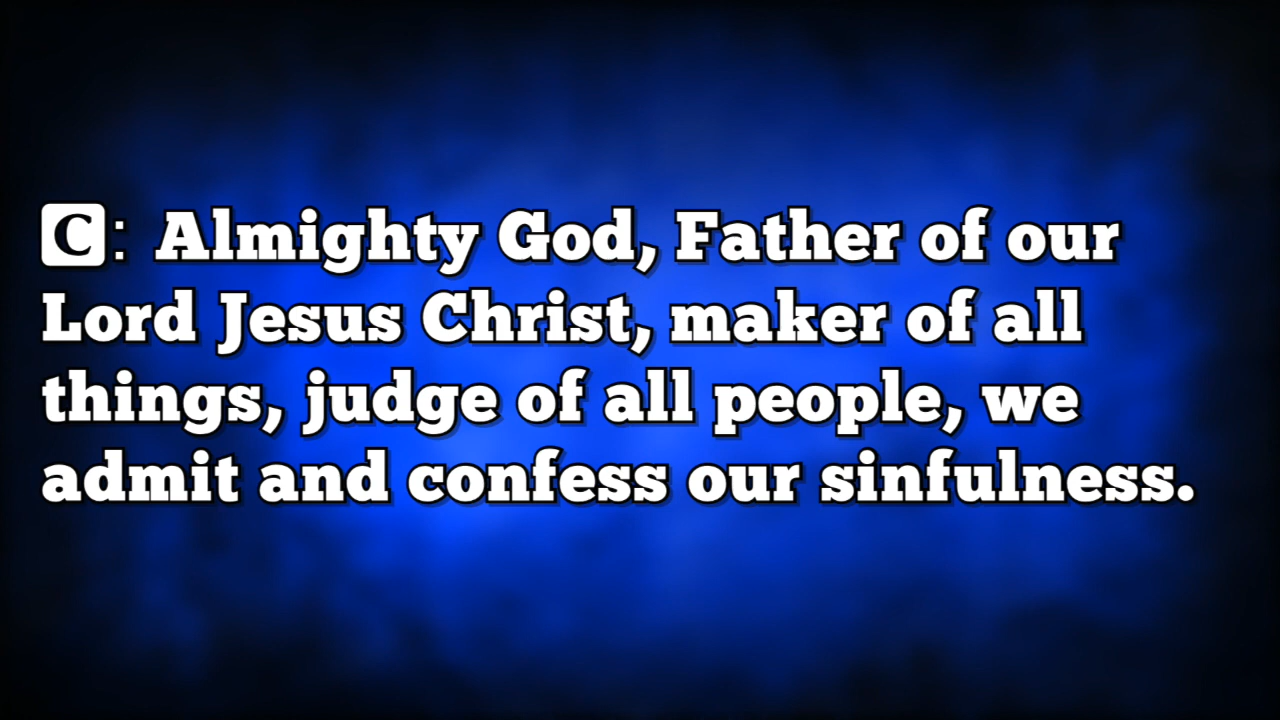 C: Almighty God, Father of our
Lord Jesus Christ, maker of all
things, judge of all people, we
admit and confess our sinfulness.